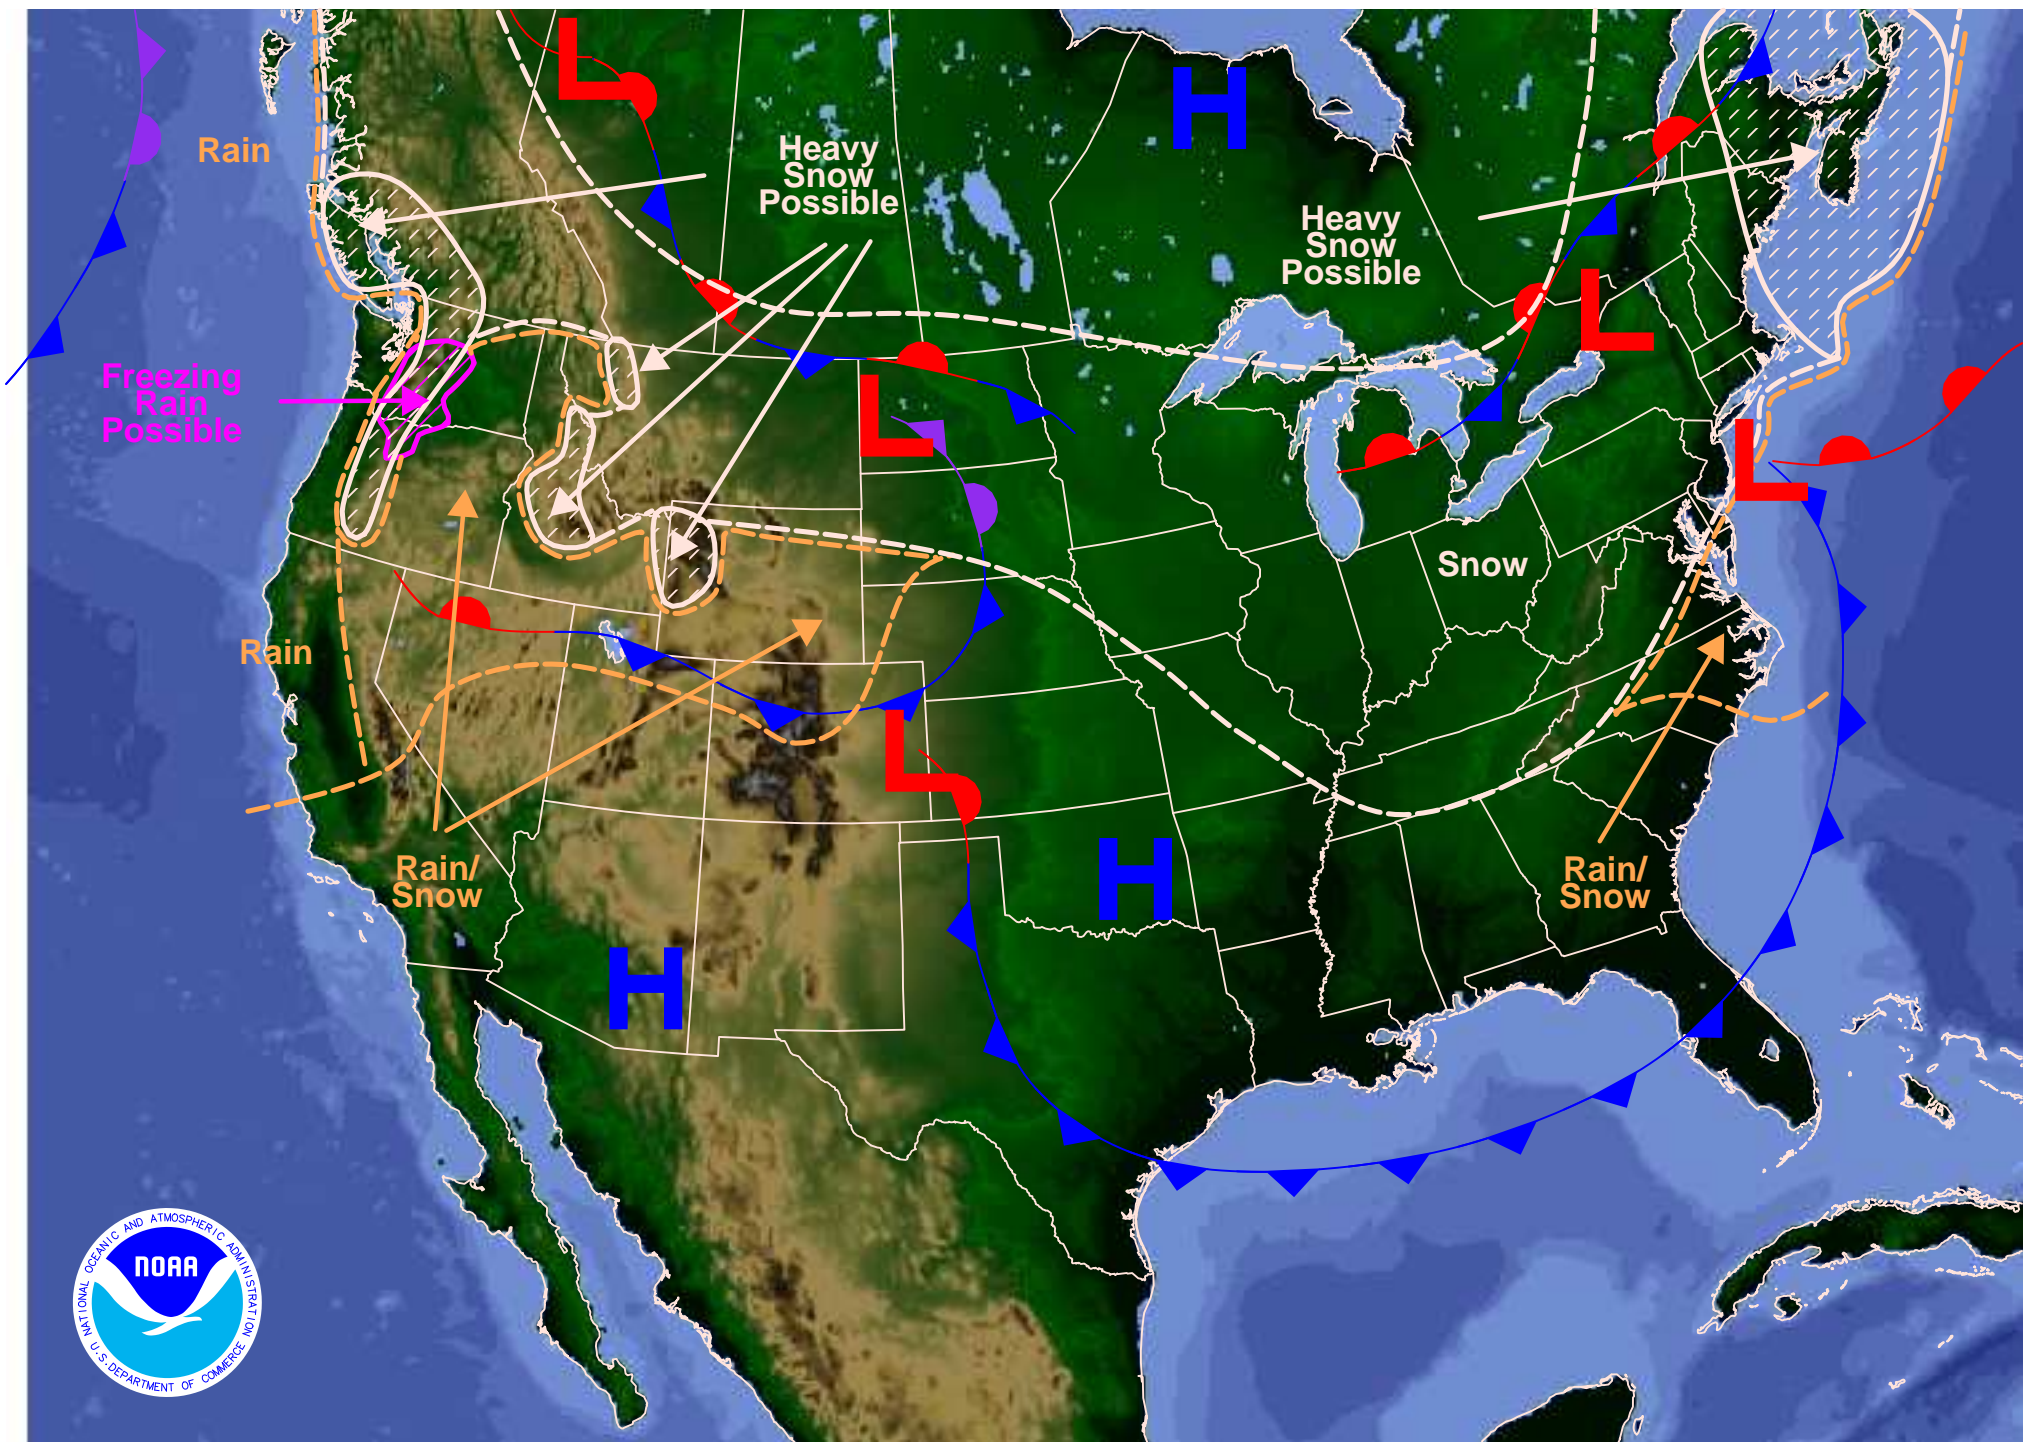 L
H
Rain
Heavy
Snow
Possible
Heavy
Snow
Possible
L
Freezing
Rain
Possible
L
L
Snow
Rain
L
Rain/
Snow
H
Rain/
Snow
H
NATIONAL OCEANIC AND ATMOSPHERIC ADMINISTRATION
NOAA
U.S. DEPARTMENT OF COMMERCE